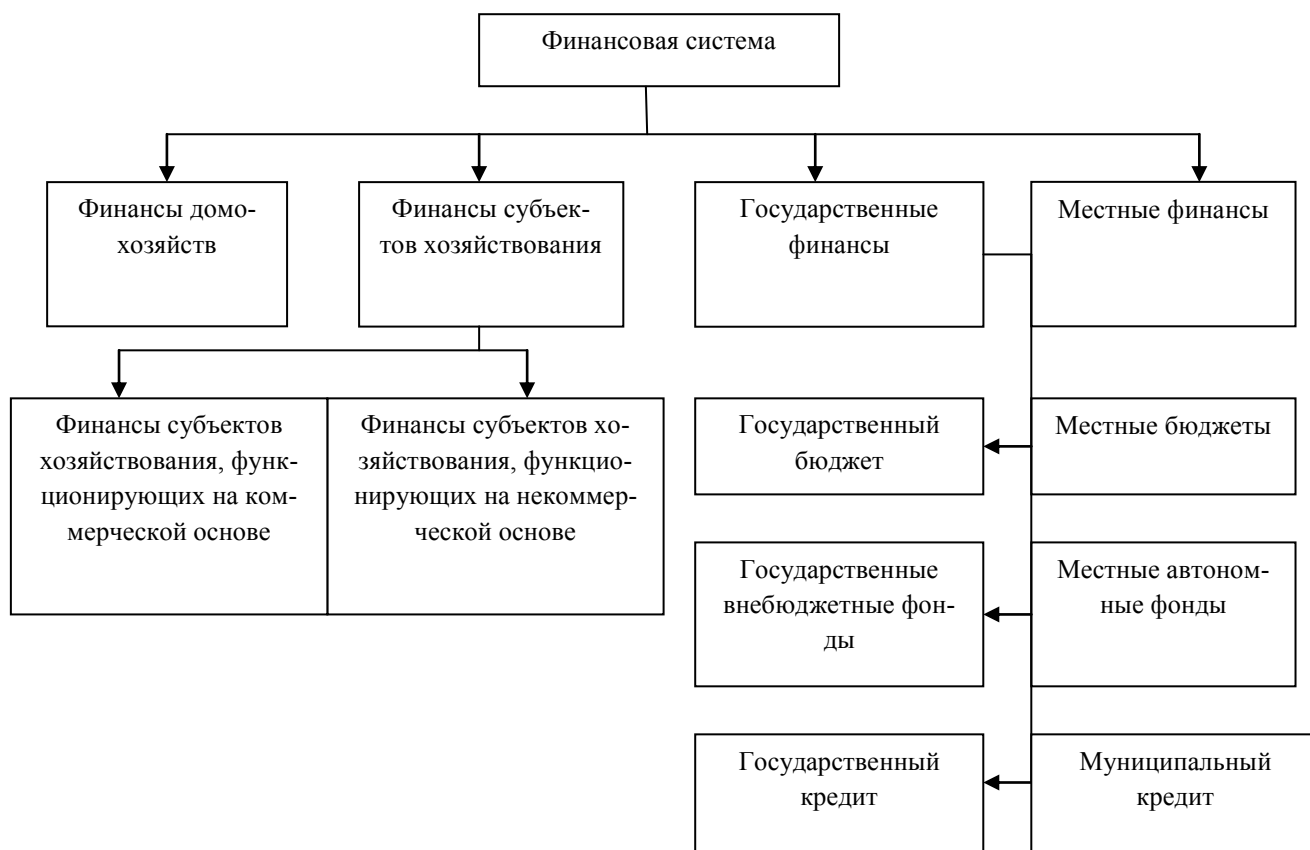 Финансовая система
Финансы домо-
хозяйств
Финансы субъек-
тов хозяйствования
Государственные
финансы
Местные финансы
Финансы субъектов
хозяйствования, функ-
ционирующих на ком-
мерческой основе
Финансы субъектов хо-
зяйствования, функцио-
нирующих на некоммер-
ческой основе
Государственный
бюджет
Местные бюджеты
Государственные
внебюджетные фон-
ды
Местные автоном-
ные фонды
Государственный
кредит
Муниципальный
кредит